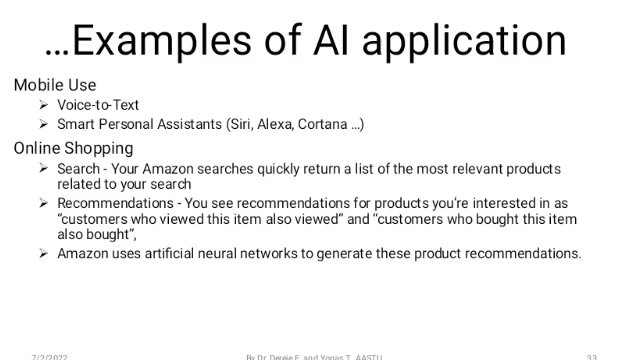 ...Examples of AI application
Mobile Use
➢ Voice-to-Text
➢ Smart Personal Assistants (Siri, Alexa, Cortana ...)
Online Shopping
➢ Search - Your Amazon searches quickly return a list of the most relevant products
related to your search
➢ Recommendations - You see recommendations for products you’re interested in as
“customers who viewed this item also viewed” and “customers who bought this item
also bought”,
➢ Amazon uses artificial neural networks to generate these product recommendations.
7/2/2022 By Dr. Dereje F. and Yonas T. AASTU 33